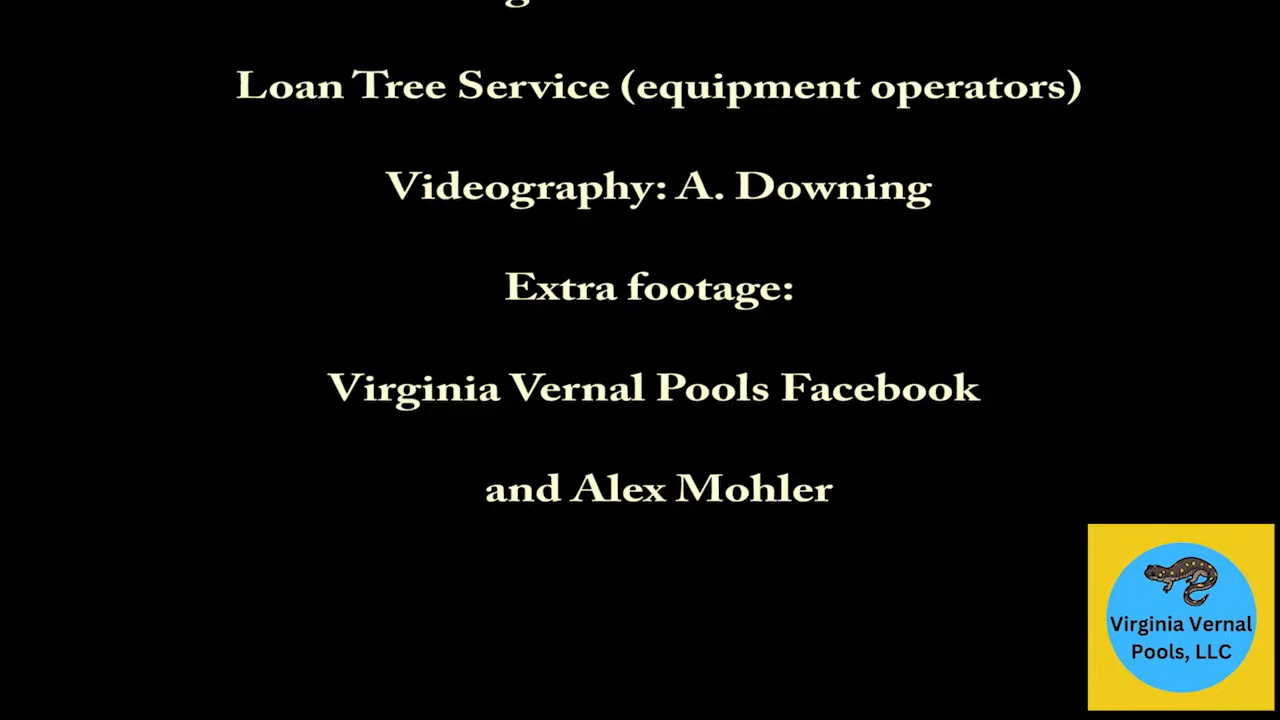 Loan Tree Service (equipment operators)
Videography: A. Downing
Extra footage:
Virginia Vernal Pools Facebook
and Alex Mohler
Virginia Vernal
Pools, LLC